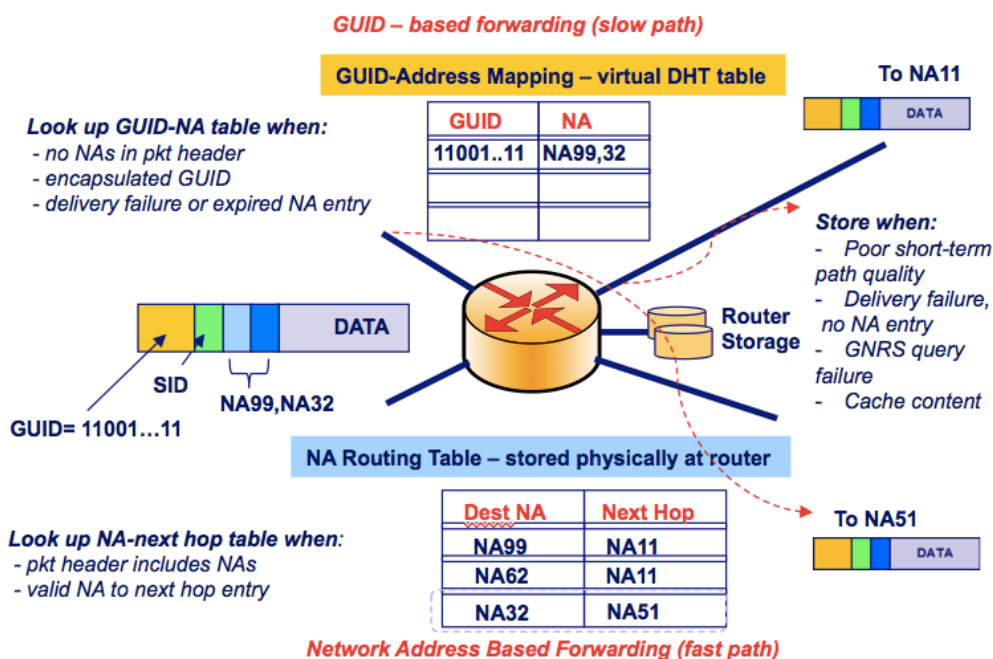 GUID – based forwarding (slow path)
GUID-Address Mapping – virtual DHT table
To NA11
DATA
GUID NA
11001..11 NA99,32
Look up GUID-NA table when:
- no NAs in pkt header
- encapsulated GUID
- delivery failure or expired NA entry
Store when:
- Poor short-term
path quality
- Delivery failure,
no NA entry
- GNRS query
failure
- Cache content
Router
Storage
DATA
SID
NA99,NA32
GUID= 11001...11
NA Routing Table – stored physically at router
Dest NA Next Hop
NA99 NA11
NA62 NA11
NA32 NA51
Look up NA-next hop table when:
- pkt header includes NAs
- valid NA to next hop entry
To NA51
DATA
Network Address Based Forwarding (fast path)